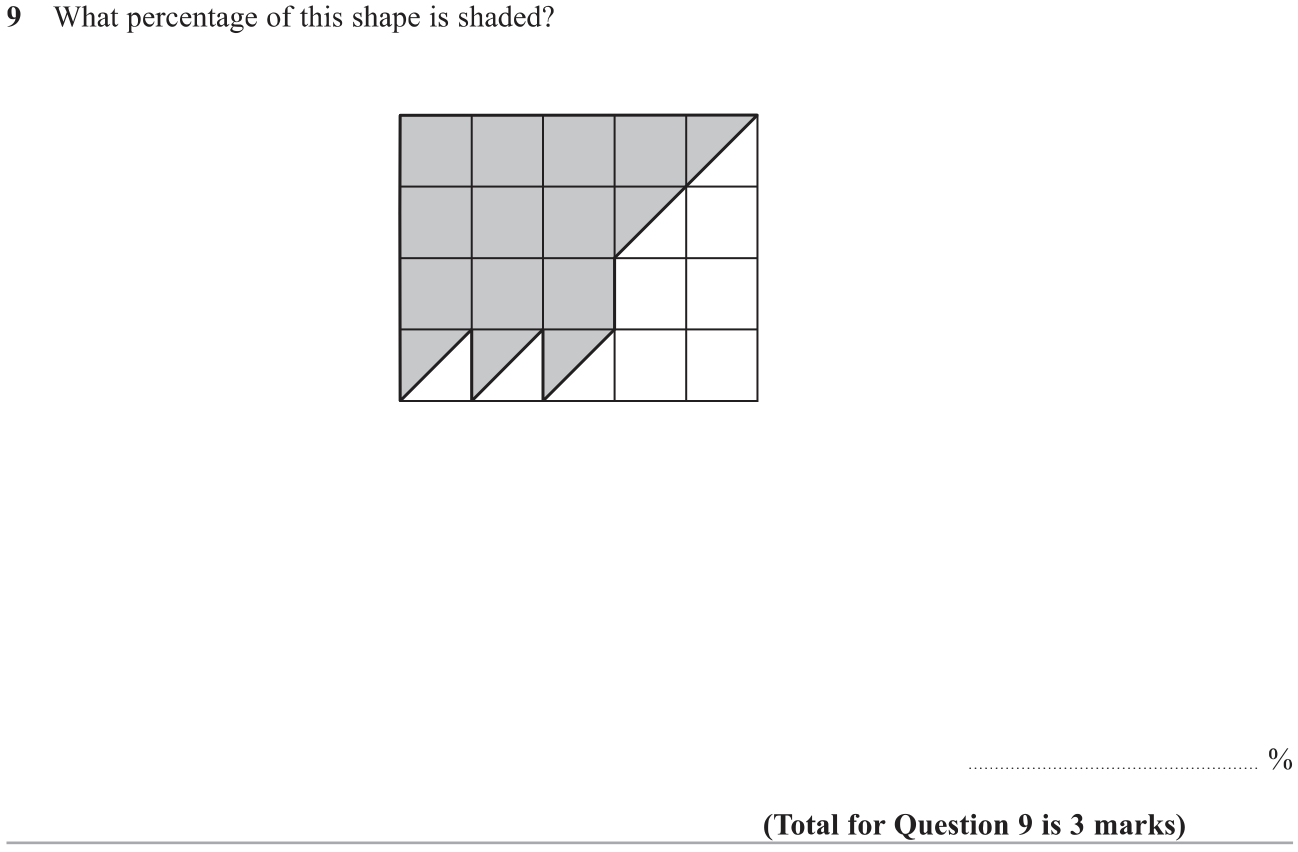 9 What percentage of this shape is shaded?
...................................................... %
(Total for Question 9 is 3 marks)